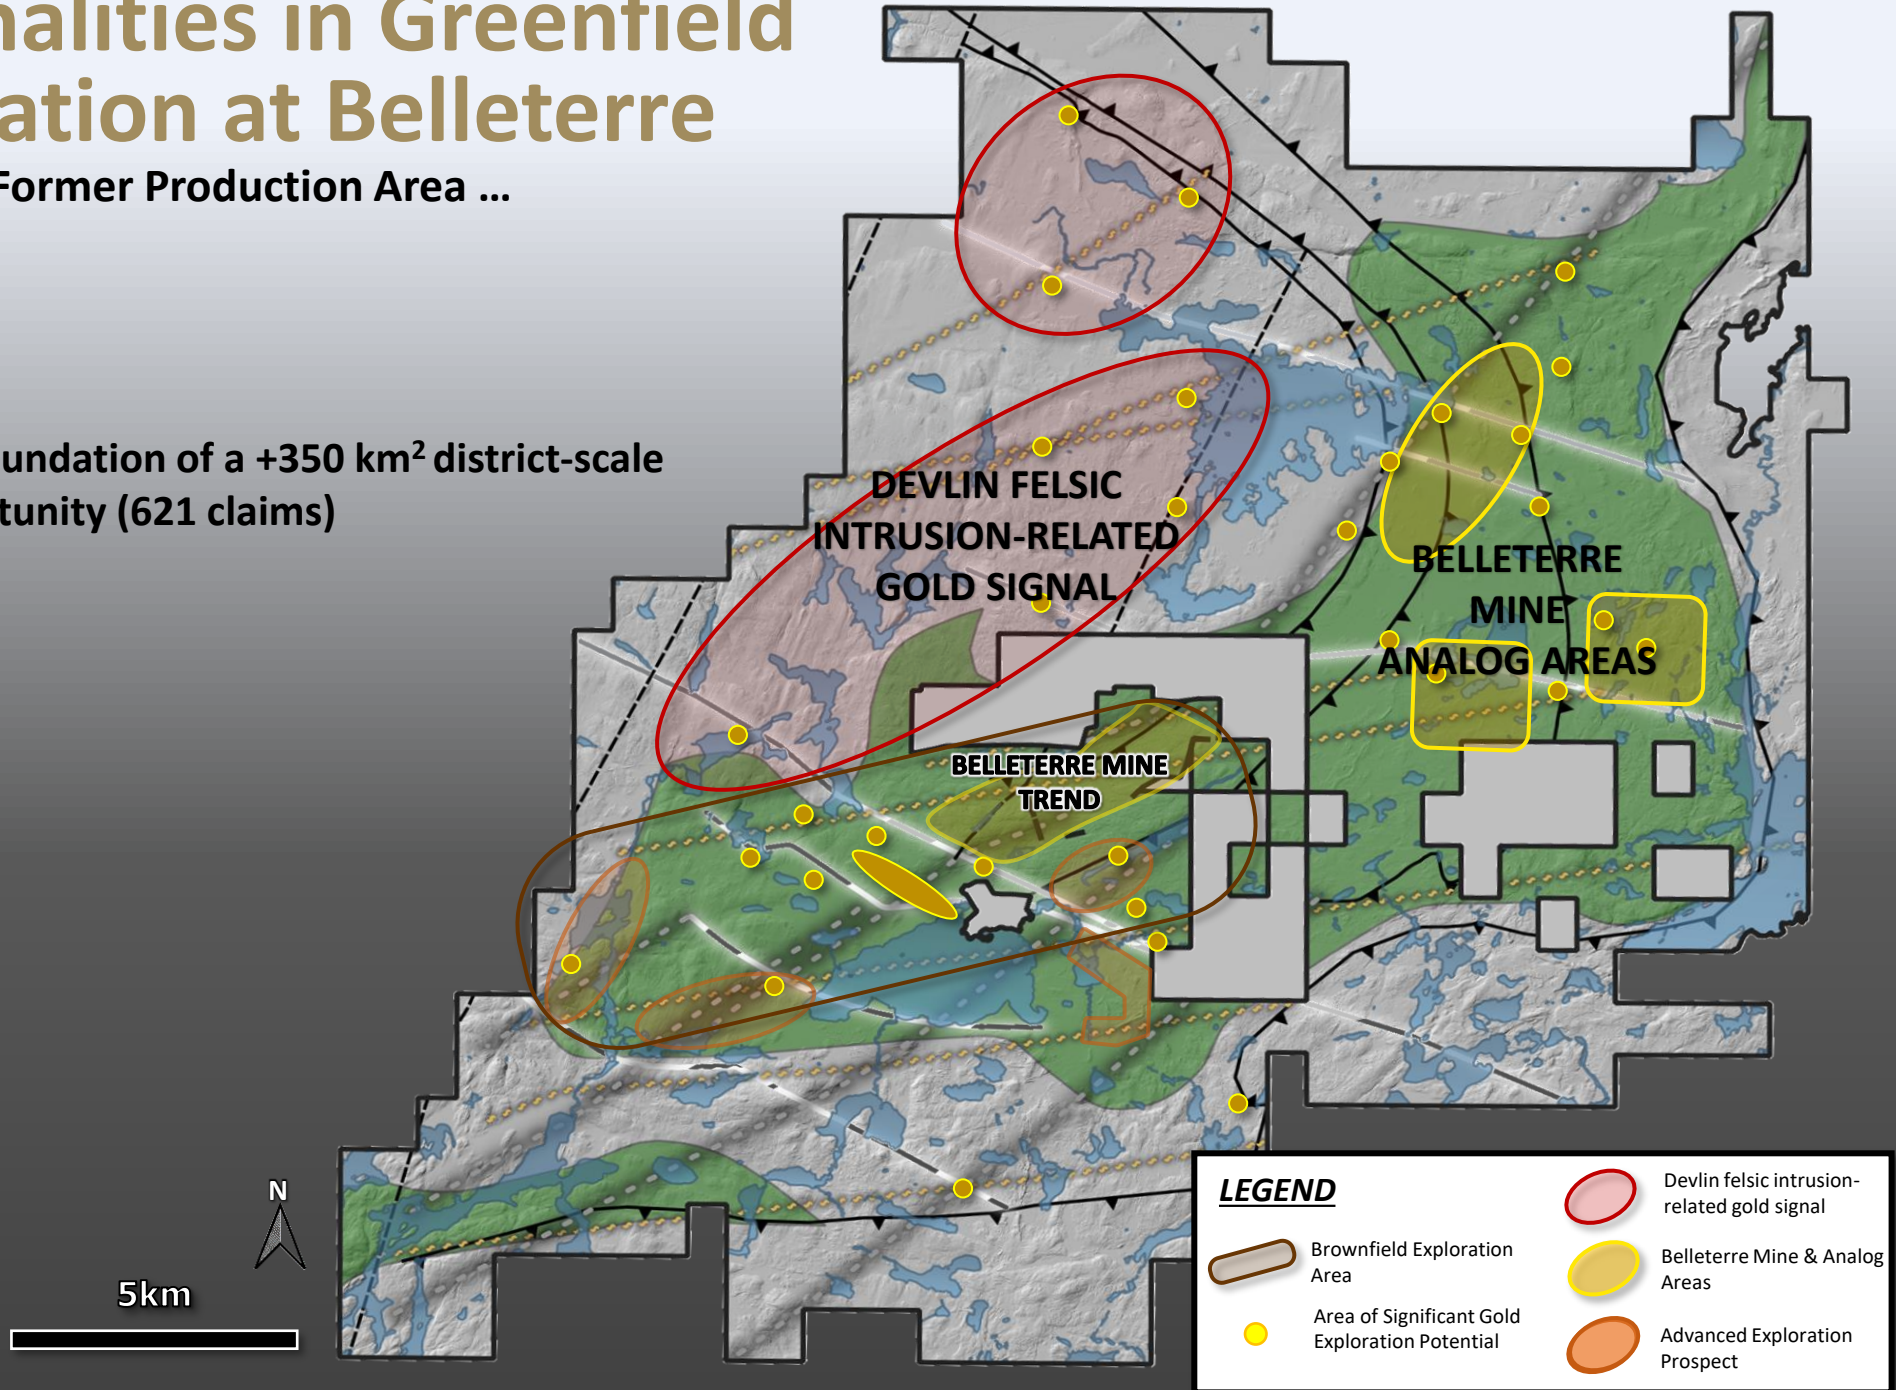 nalities in Greenfield
ation at Belleterre
Former Production Area ...
undation of a +350 km² district-scale
tunity (621 claims)
DEVLIN FELSIC
INTRUSION-RELATED
GOLD SIGNAL
BELLETERRE
MINE
ANALOG AREAS
BELLETERRE MINE
TREND
N
5km
LEGEND
Brownfield Exploration
Area
Area of Significant Gold
Exploration Potential
Devlin felsic intrusion-
related gold signal
Belleterre Mine & Analog
Areas
Advanced Exploration
Prospect